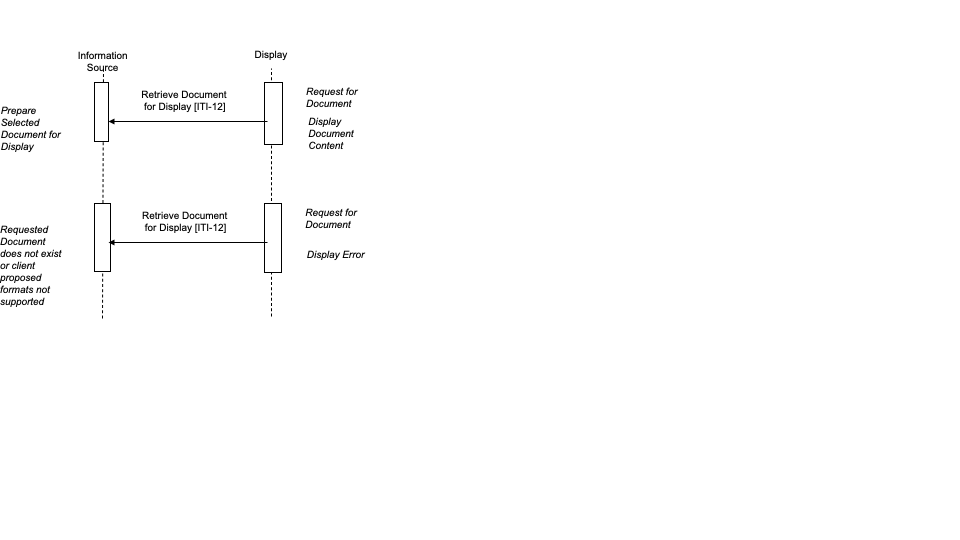 Information
Source
Display
Retrieve Document
for Display [ITI-12]
Request for
Document
Prepare
Selected
Document for
Display
Display
Document
Content
Retrieve Document
for Display [ITI-12]
Request for
Document
Requested
Document
does not exist
or client
proposed
formats not
supported
Display Error